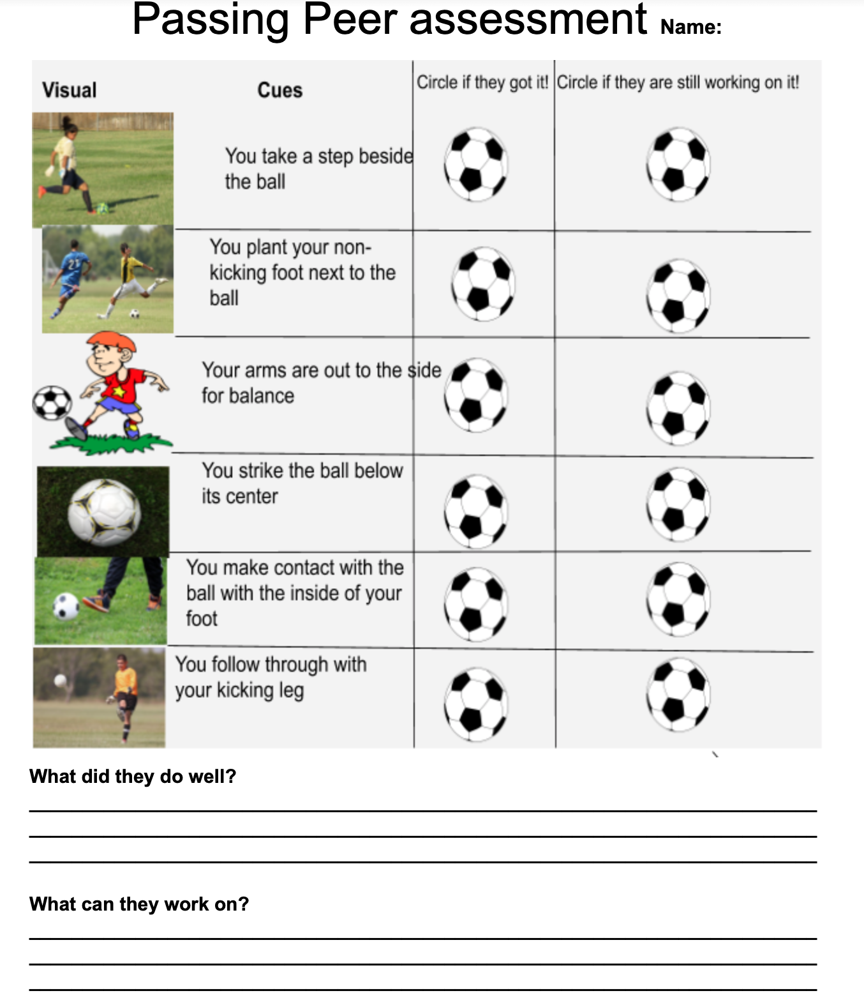 Passing Peer assessment Name:
Visual
Cues
Circle if they got it!
Circle if they are still working on it!
You take a step beside
the ball
You plant your non-
kicking foot next to the
ball
21
Your arms are out to the side
for balance
You strike the ball below
its center
You make contact with the
ball with the inside of your
foot
You follow through with
your kicking leg
What did they do well?
What can they work on?